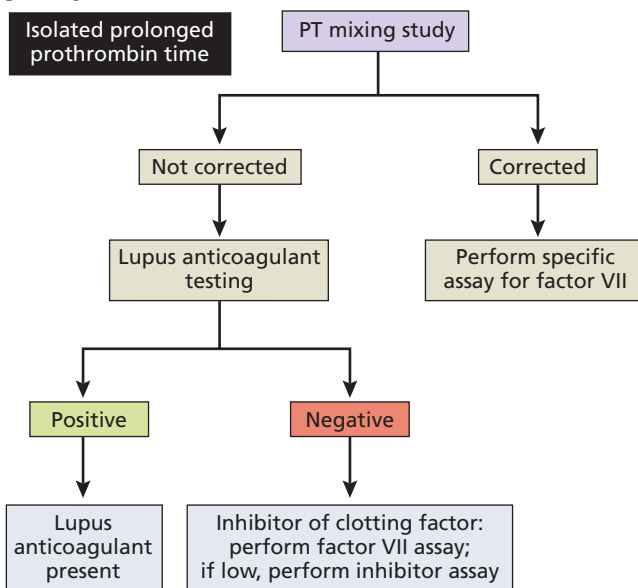 Isolated prolonged
prothrombin time
PT mixing study
Not corrected
Corrected
Lupus anticoagulant
testing
Perform specific
assay for factor VII
Positive
Negative
Lupus
anticoagulant
present
Inhibitor of clotting factor:
perform factor VII assay;
if low, perform inhibitor assay